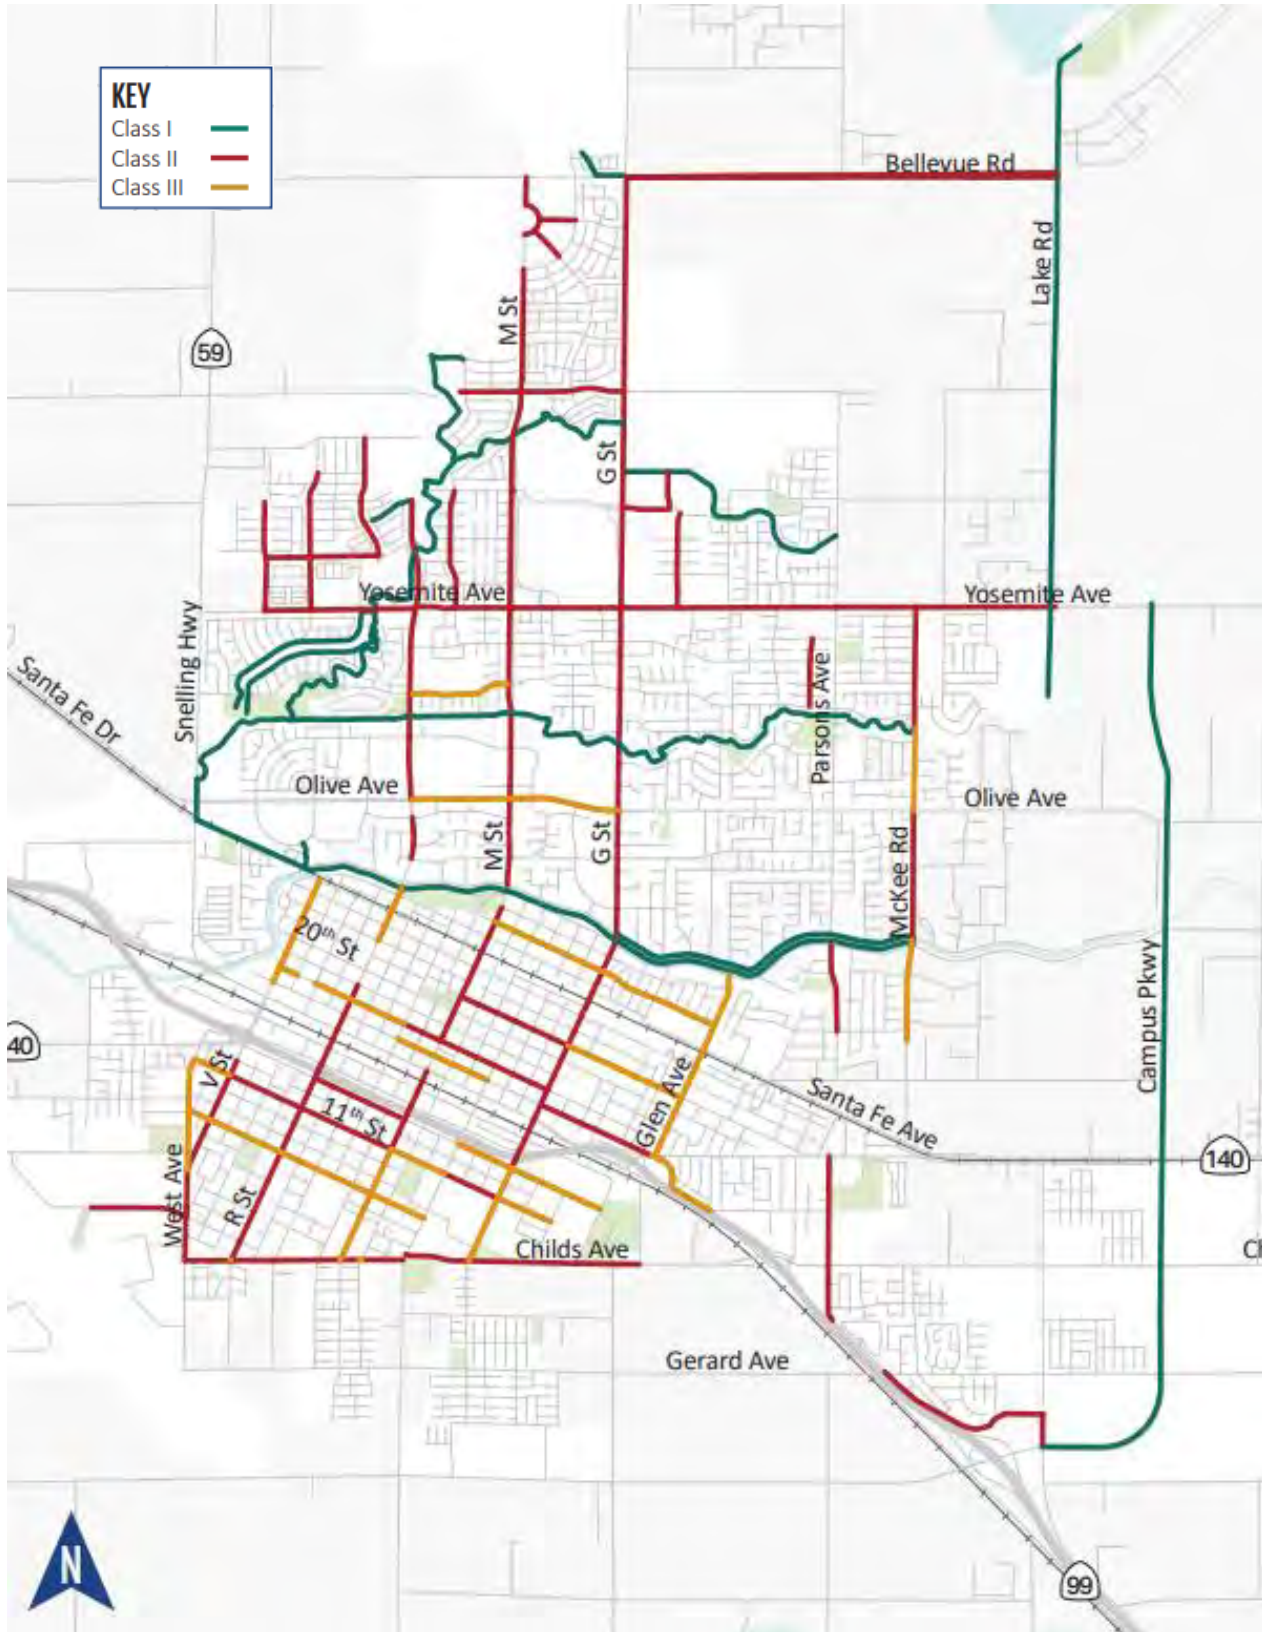 KEY
Class I
Class II
Class III
Bellevue Rd
Lake Rd
M St
59
G St
Yosemite Ave
Yosemite Ave
Snelling Hwy
Santa Fe Dr
Parsons Ave
Olive Ave
Olive Ave
M St
G St
McKee Rd
20th St
Campus Pkwy
40
V St
11th St
Glen Ave
Santa Fe Ave
140
West Ave
R St
Childs Ave
Ch
Gerard Ave
N
99